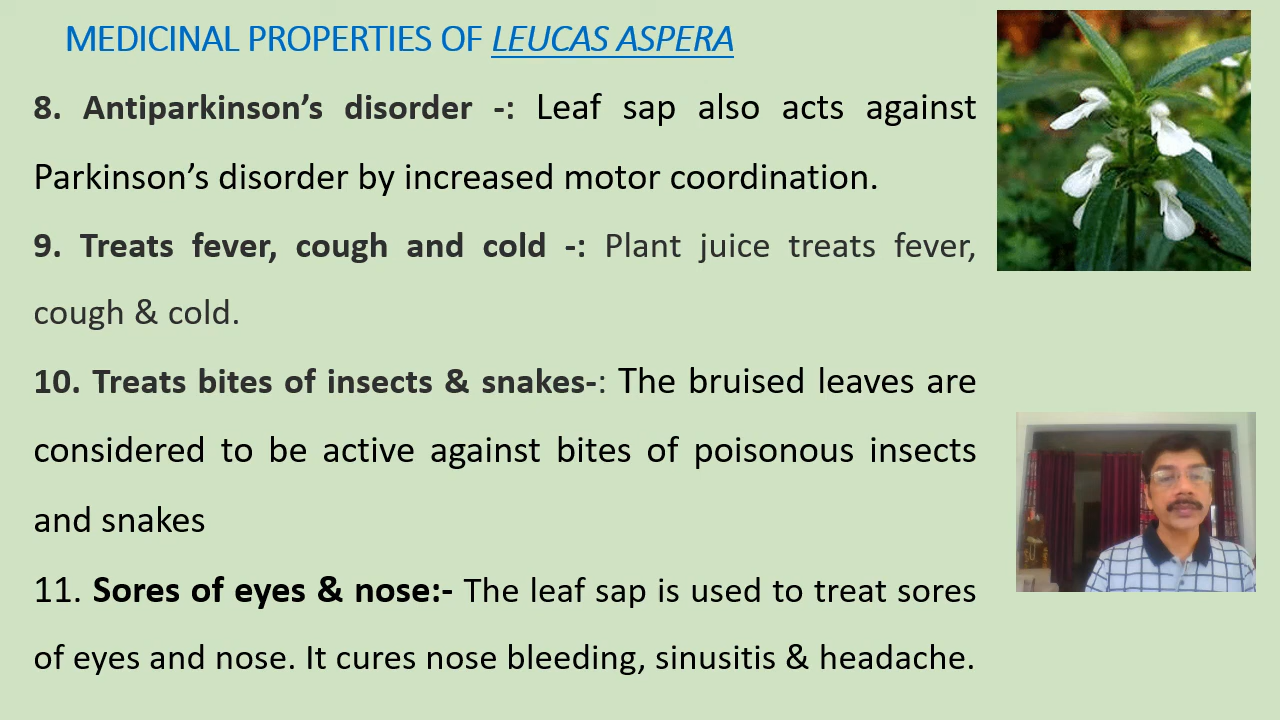 MEDICINAL PROPERTIES OF LEUCAS ASPERA
8. Antiparkinson’s disorder -: Leaf sap also acts against
Parkinson’s disorder by increased motor coordination.
9. Treats fever, cough and cold -: Plant juice treats fever,
cough & cold.
10. Treats bites of insects & snakes-: The bruised leaves are
considered to be active against bites of poisonous insects
and snakes
11. Sores of eyes & nose:- The leaf sap is used to treat sores
of eyes and nose. It cures nose bleeding, sinusitis & headache.